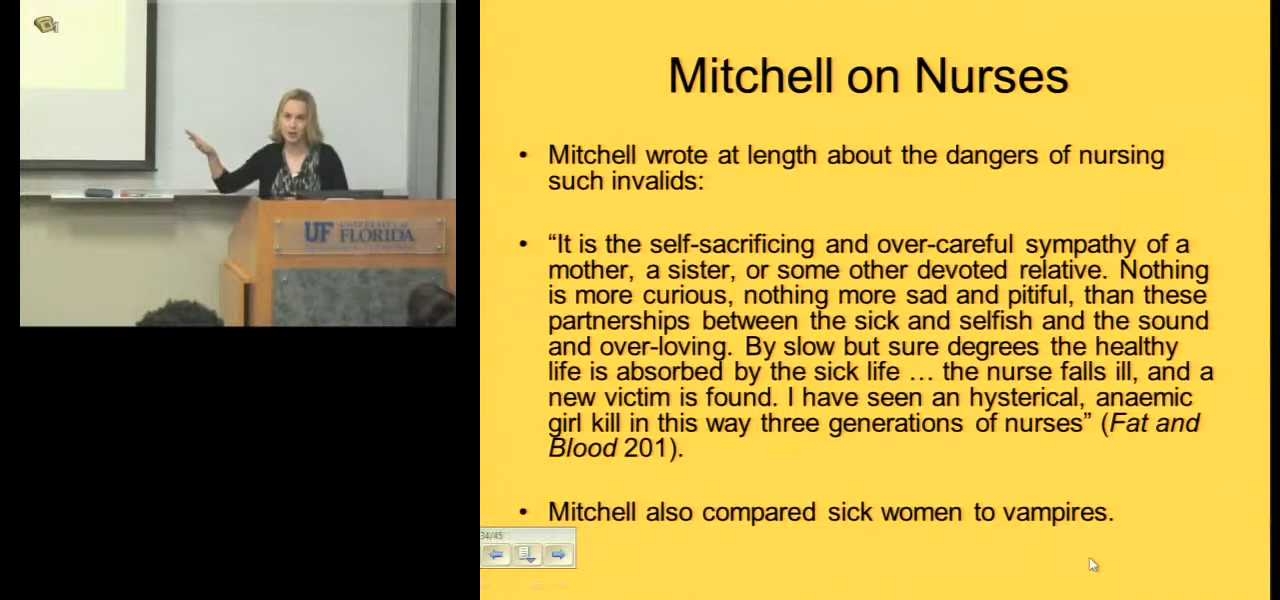 UF UNIVERSITY of
FLORIDA
Mitchell on Nurses
• Mitchell wrote at length about the dangers of nursing
such invalids:
• “It is the self-sacrificing and over-careful sympathy of a
mother, a sister, or some other devoted relative. Nothing
is more curious, nothing more sad and pitiful, than these
partnerships between the sick and selfish and the sound
and over-loving. By slow but sure degrees the healthy
life is absorbed by the sick life … the nurse falls ill, and a
new victim is found. I have seen an hysterical, anaemic
girl kill in this way three generations of nurses” (Fat and
Blood 201).
• Mitchell also compared sick women to vampires.
34/45